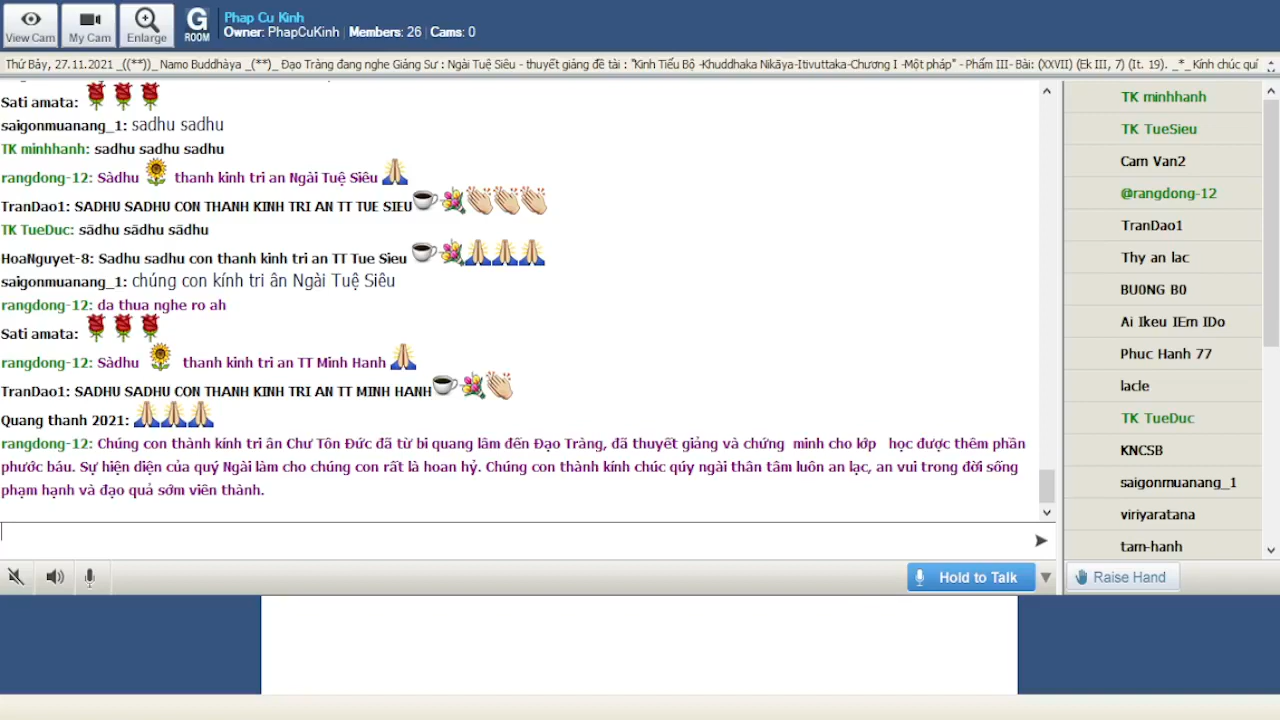 View Cam
My Cam
Enlarge
G
ROOM
Phap Cu Kinh
Owner: PhapCuKinh | Members: 26 | Cams: 0
Thứ Bảy, 27.11.2021 _((**))_ Namo Buddhàya _(**)_ Đạo Tràng đang nghe Giảng Sư : Ngài Tuệ Siêu - thuyết giảng đề tài : "Kinh Tiểu Bộ -Khuddhaka Nikāya-Itivuttaka-Chương I -Một pháp" - Phẩm III- Bài: (XXVII) (Ek III, 7) (It. 19). _*_ Kính chúc quí
Sati amata:
saigonmuanang_1: sadhu sadhu
TK minhhanh: sadhu sadhu sadhu
rangdong-12: Sàdhu thanh kinh tri an Ngài Tuệ Siêu
TranDao1: SADHU SADHU CON THANH KINH TRI AN TT TUE SIEU
TK TueDuc: sādhu sādhu sādhu
HoaNguyet-8: Sadhu sadhu con thanh kinh tri an TT Tue Sieu
saigonmuanang_1: chúng con kính tri ân Ngài Tuệ Siêu
rangdong-12: da thua nghe ro ah
Sati amata:
rangdong-12: Sàdhu thanh kinh tri an TT Minh Hanh
TranDao1: SADHU SADHU CON THANH KINH TRI AN TT MINH HANH
Quang thanh 2021:
rangdong-12: Chúng con thành kính tri ân Chư Tôn Đức đã từ bi quang lâm đến Đạo Tràng, đã thuyết giảng và chứng minh cho lớp học được thêm phần
phước báu. Sự hiện diện của quý Ngài làm cho chúng con rất là hoan hỷ. Chúng con thành kính chúc qúy ngài thân tâm luôn an lạc, an vui trong đời sống
phạm hạnh và đạo quả sớm viên thành.
TK minhhanh
TK TueSieu
Cam Van2
@rangdong-12
TranDao1
Thy an lac
BU0NG B0
Ai Ikeu IEm IDo
Phuc Hanh 77
lacle
TK TueDuc
KNCSB
saigonmuanang_1
viriyaratana
tam-hanh
Hold to Talk
Raise Hand